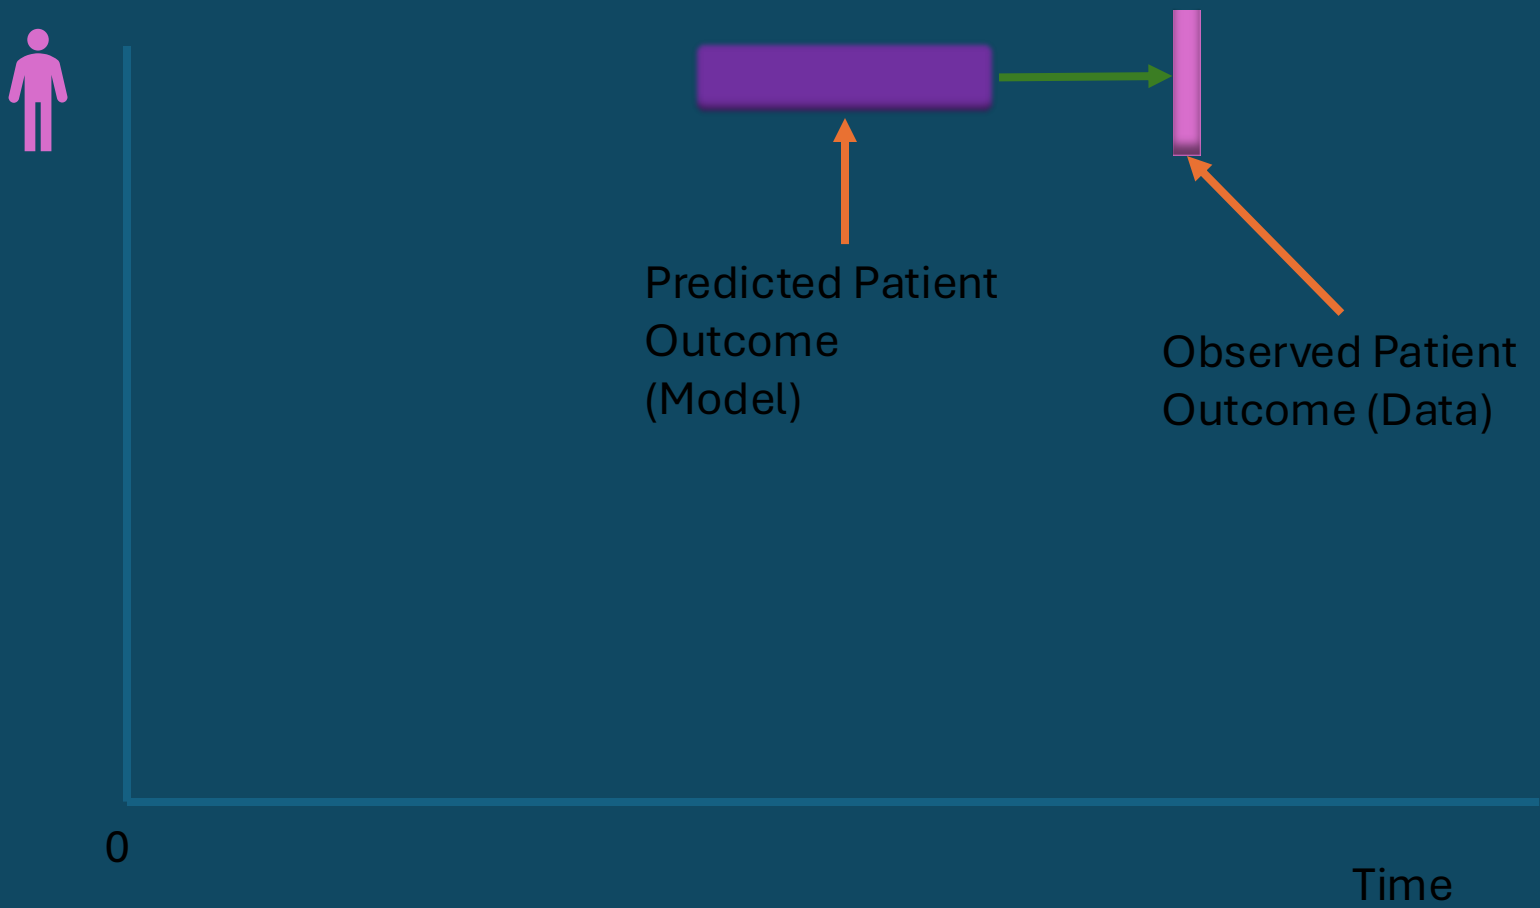 Predicted Patient
Outcome
(Model)
Observed Patient
Outcome (Data)
0
Time